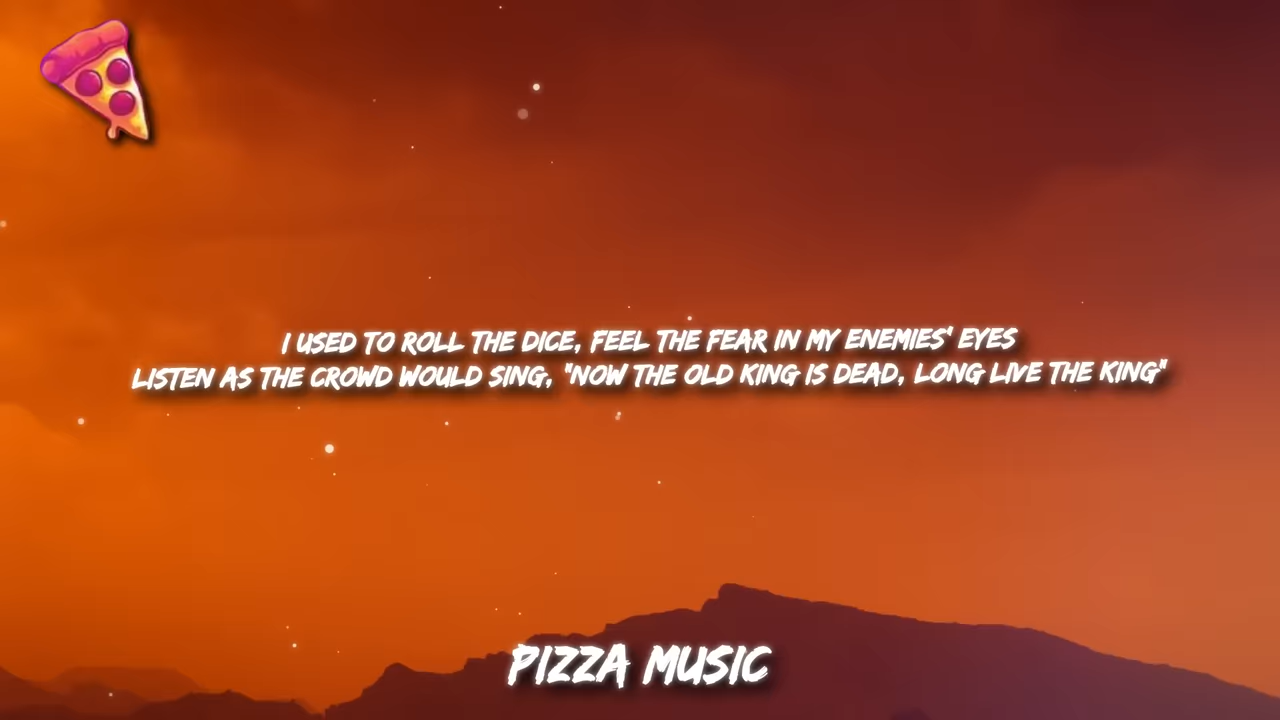 I USED TO ROLL THE DICE, FEEL THE FEAR IN MY ENEMIES' EYES
LISTEN AS THE CROWD WOULD SING, "NOW THE OLD KING IS DEAD, LONG LIVE THE KING"
PIZZA MUSIC